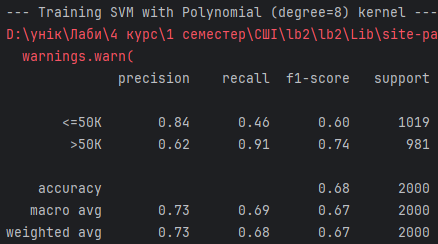 --- Training SVM with Polynomial (degree=8) kernel ---
D:\унік\Лаби\4 курс\1 семестер\СШІ\lb2\lb2\Lib\site-pa
warnings.warn(
precision recall f1-score support
<=50K 0.84 0.46 0.60 1019
>50K 0.62 0.91 0.74 981
accuracy 0.68 2000
macro avg 0.73 0.69 0.67 2000
weighted avg 0.73 0.68 0.67 2000